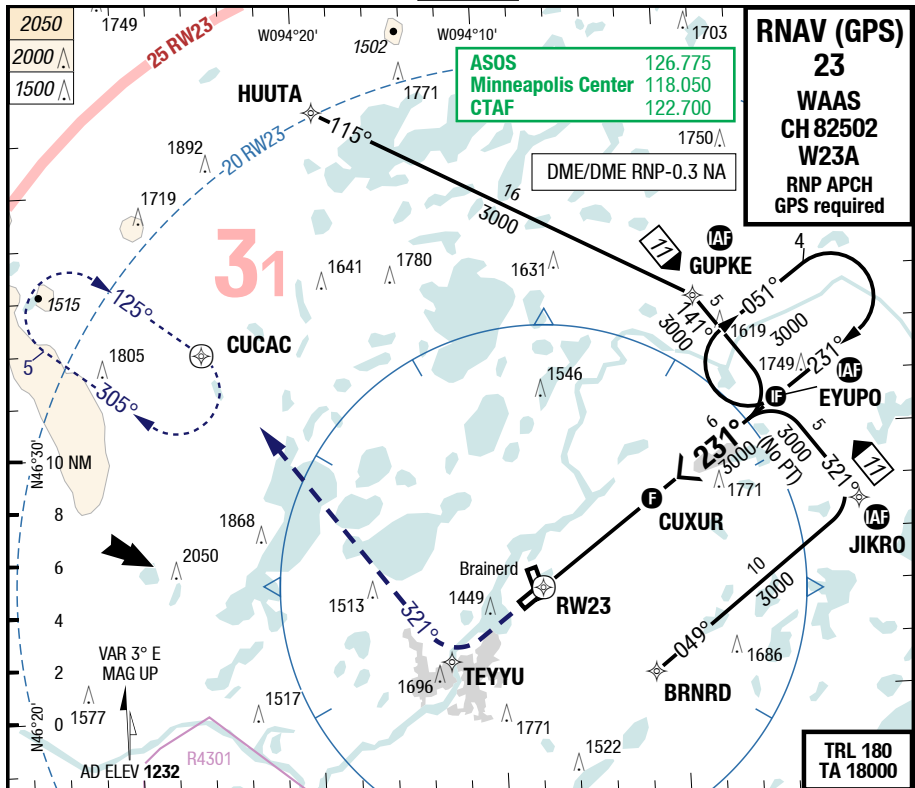 2050
2000
1500
1749
25 RW23
W094°20'
1502
W094°10'
1703
HUUTA
1771
ASOS 126.775
Minneapolis Center 118.050
CTAF 122.700
RNAV (GPS)
23
WAAS
CH 82502
W23A
RNP APCH
GPS required
115°
1750
1892
20 RW23
DME/DME RNP-0.3 NA
16
3000
1719
31
11
IAF
GUPKE
4
1641
1780
1631
1515
125°
5
051°
141°
3000
1619
3000
CUCAC
1805
5
305°
1546
1749
231°
IAF
IF
EYUPO
6
231°
3000
(No PT)
5
3000
321°
11
N46°30'
10 NM
1771
F
CUXUR
IAF
JIKRO
8
1868
2050
6
Brainerd
RW23
10
3000
4
1513
1449
321°
049°
VAR 3° E
MAG UP
2
TEYYU
1696
BRNRD
1686
1577
1517
1771
N46°20'
0
R4301
1522
AD ELEV 1232
TRL 180
TA 18000